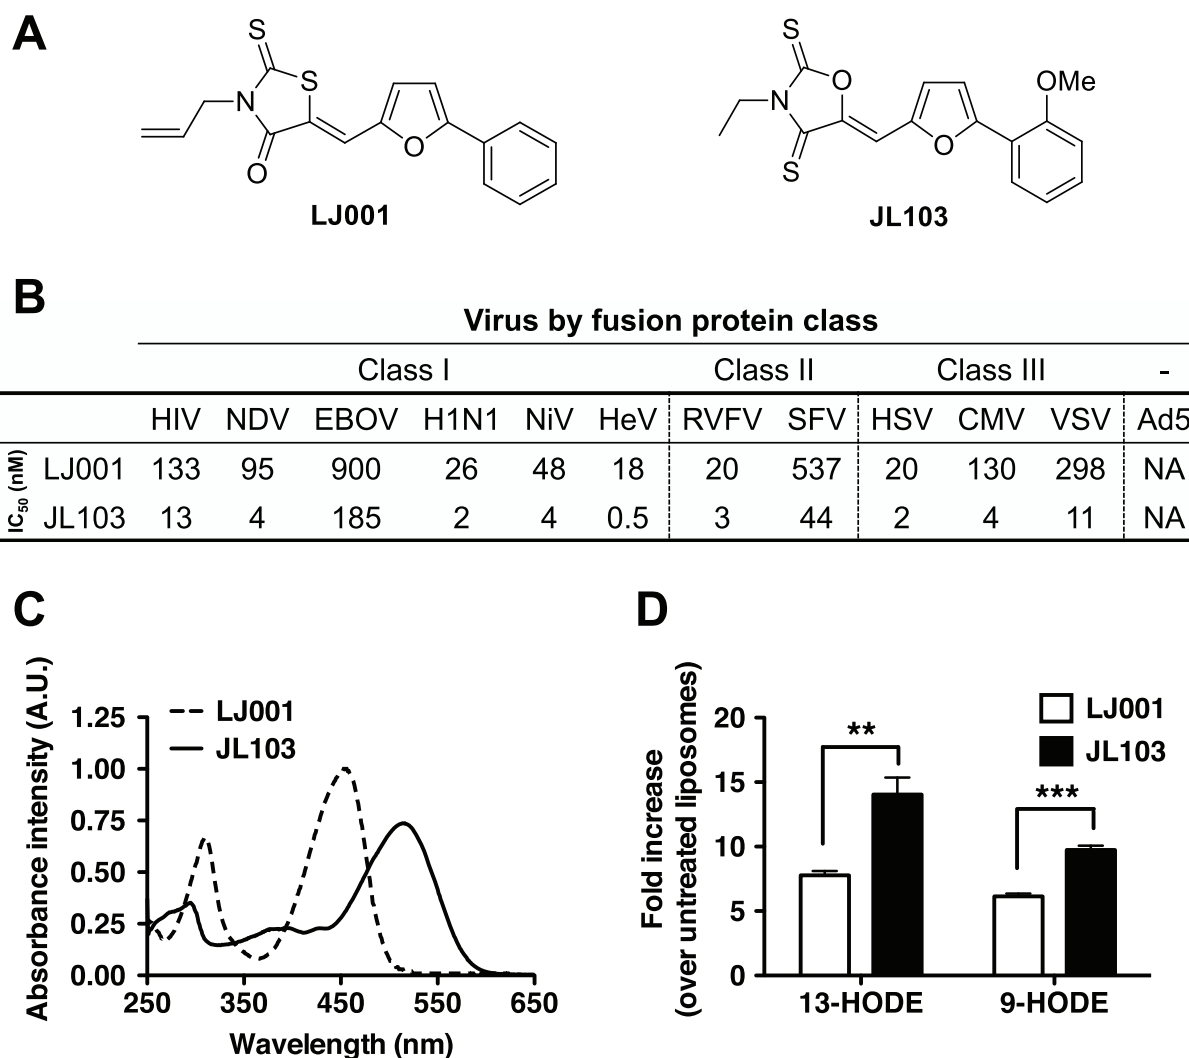 A
S
S
N
O
O
LJ001
S
O
N
S
O
OMe
JL103
B
Virus by fusion protein class
Class I Class II Class III -
HIV NDV EBOV H1N1 NiV HeV RVFV SFV HSV CMV VSV Ad5
IC50 (nM)
LJ001 133 95 900 26 48 18 20 537 20 130 298 NA
JL103 13 4 185 2 4 0.5 3 44 2 4 11 NA
C
Absorbance intensity (A.U.)
LJ001
JL103
1.25
1.00
0.75
0.50
0.25
0.00
250 350 450 550 650
Wavelength (nm)
D
Fold increase
(over untreated liposomes)
LJ001
JL103
20
15
10
5
0
**
***
13-HODE 9-HODE